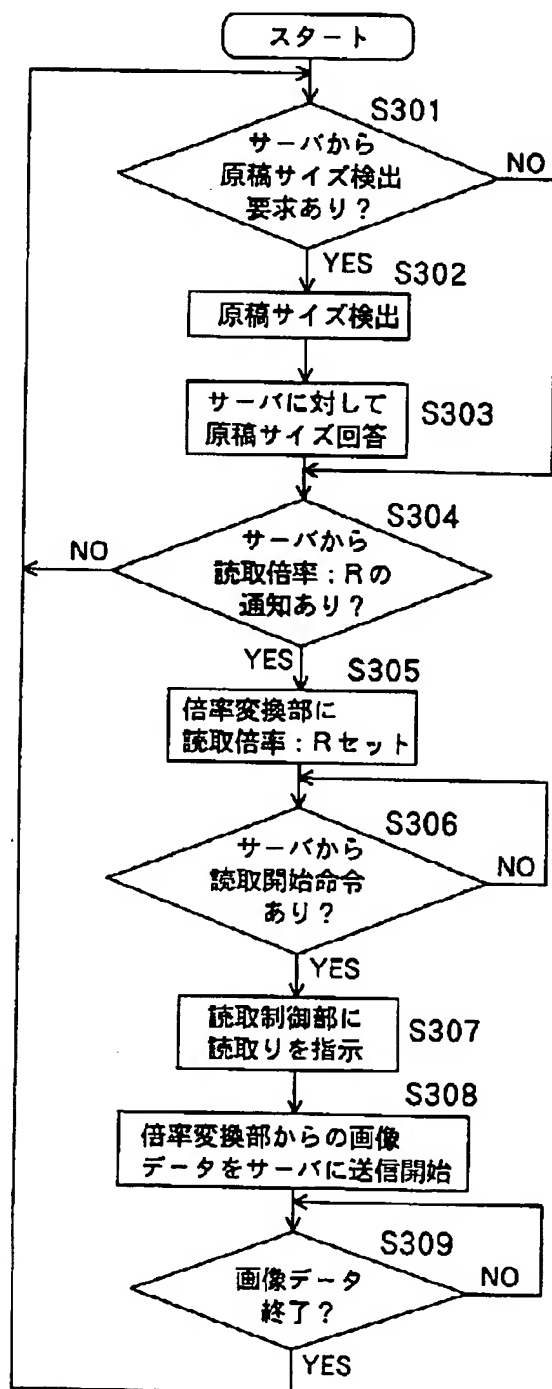 スタート
S301
サーバから
原稿サイズ検出
要求あり?
NO
YES
S302
原稿サイズ検出
サーバに対して
原稿サイズ回答
S303
S304
サーバから
読取倍率:Rの
通知あり?
NO
YES
S305
倍率変換部に
読取倍率:Rセット
S306
サーバから
読取開始命令
あり?
NO
YES
読取制御部に
読取りを指示
S307
S308
倍率変換部からの画像
データをサーバに送信開始
S309
画像データ
終了?
NO
YES